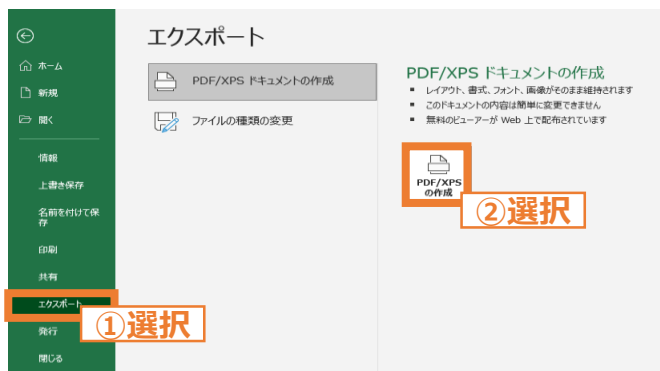 エクスポート
ホーム
新規
開く
情報
上書き保存
名前を付けて保
存
印刷
共有
エクスポート
①選択
発行
閉じる
PDF/XPS ドキュメントの作成
ファイルの種類の変更
PDF/XPS ドキュメントの作成
▪ レイアウト、書式、フォント、画像がそのまま維持されます
▪ このドキュメントの内容は簡単に変更できません
▪ 無料のビューアーが Web 上で配布されています
PDF/XPS
の作成
②選択